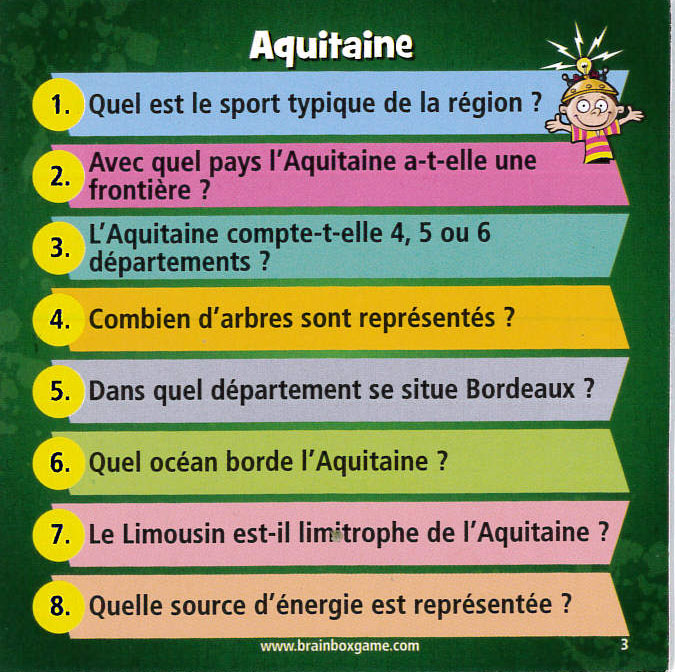 Aquitaine
1. Quel est le sport typique de la région ?
2. Avec quel pays l'Aquitaine a-t-elle une
frontière ?
3. L'Aquitaine compte-t-elle 4, 5 ou 6
départements ?
4. Combien d'arbres sont représentés ?
5. Dans quel département se situe Bordeaux ?
6. Quel océan borde l'Aquitaine ?
7. Le Limousin est-il limitrophe de l'Aquitaine ?
8. Quelle source d'énergie est représentée ?
www.brainboxgame.com 3